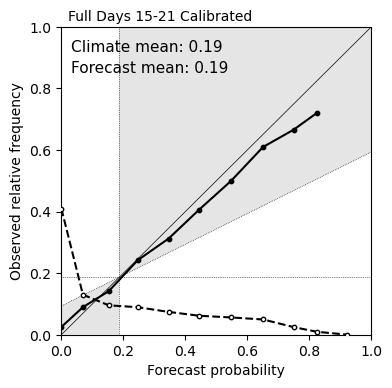 Full Days 15-21 Calibrated
Climate mean: 0.19
Forecast mean: 0.19
1.0
0.8
0.6
0.4
0.2
0.0
Observed relative frequency
0.0 0.2 0.4 0.6 0.8 1.0
Forecast probability